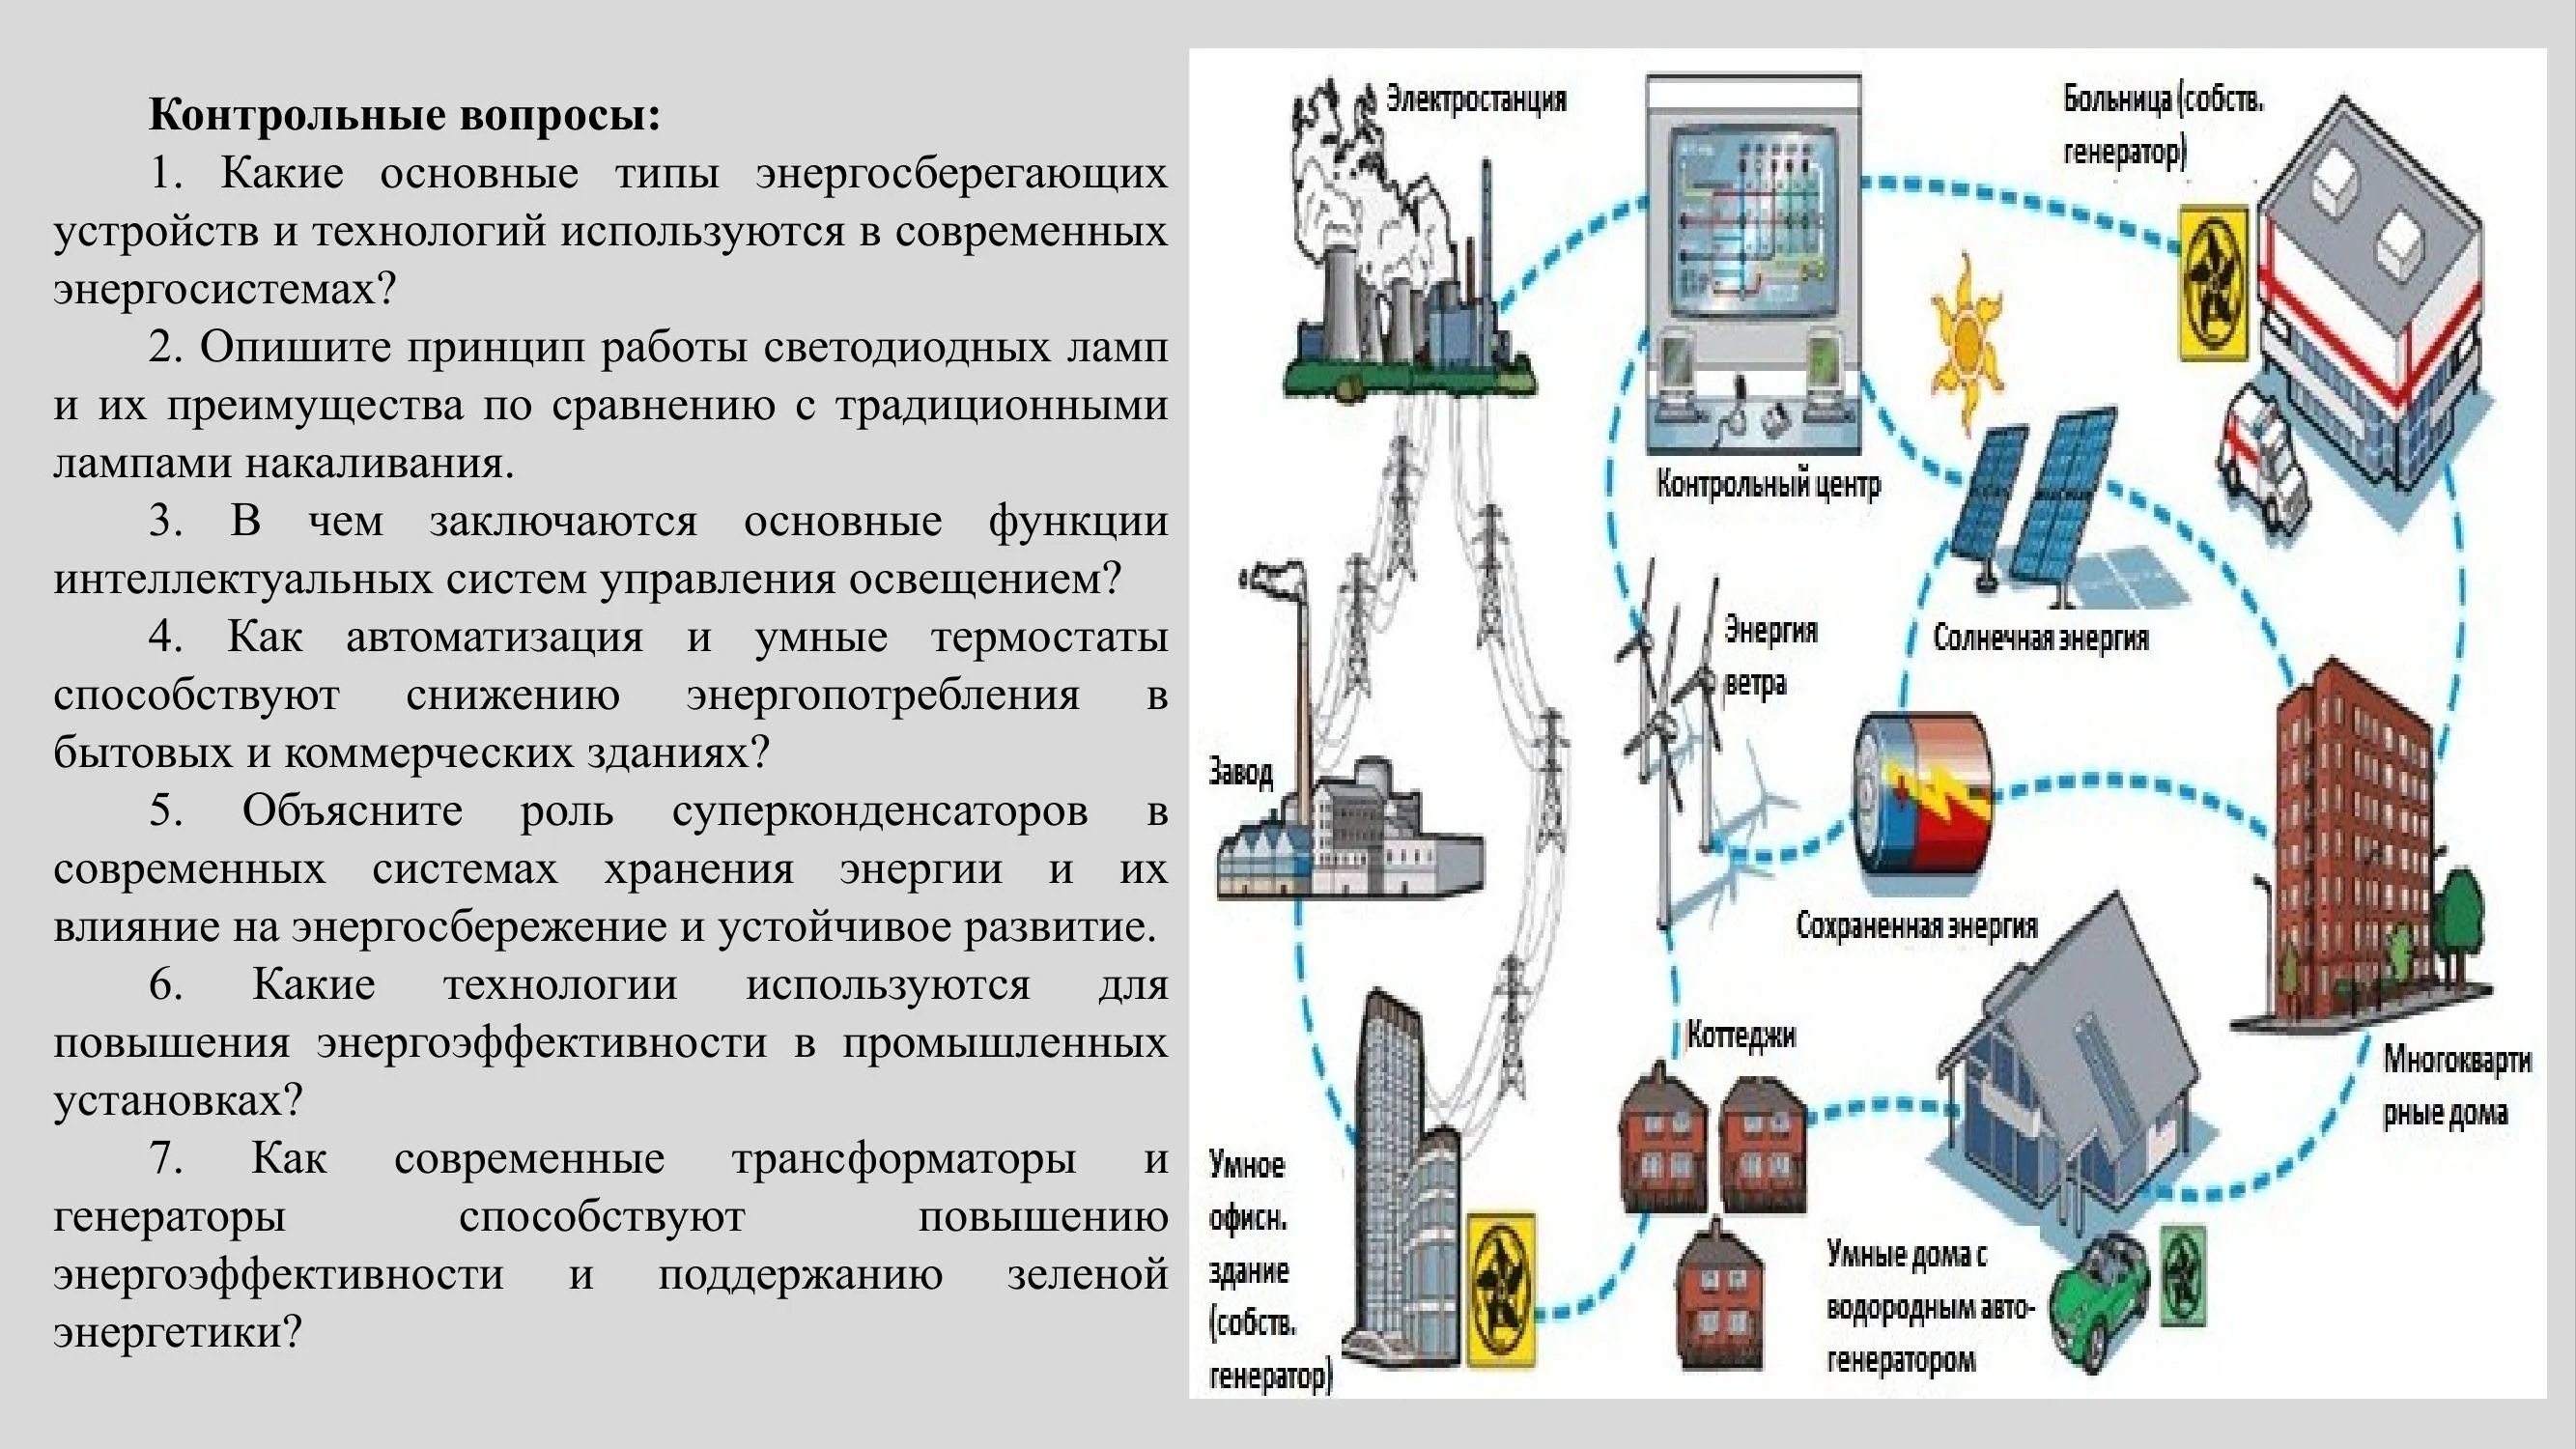 Контрольные вопросы:
1. Какие основные типы энергосберегающих
устройств и технологий используются в современных
энергосистемах?
2. Опишите принцип работы светодиодных ламп
и их преимущества по сравнению с традиционными
лампами накаливания.
3. В чем заключаются основные функции
интеллектуальных систем управления освещением?
4. Как автоматизация и умные термостаты
способствуют снижению энергопотребления в
бытовых и коммерческих зданиях?
5. Объясните роль суперконденсаторов в
современных системах хранения энергии и их
влияние на энергосбережение и устойчивое развитие.
6. Какие технологии используются для
повышения энергоэффективности в промышленных
установках?
7. Как современные трансформаторы и
генераторы способствуют повышению
энергоэффективности и поддержанию зеленой
энергетики?
Электростанция
Больница (собств.
генератор)
Контрольный центр
Солнечная энергия
Энергия
ветра
Завод
Сохраненная энергия
Коттеджи
Многокварти
рные дома
Умное
офисн.
здание
(собств.
генератор)
Умные дома с
водородным авто-
генератором